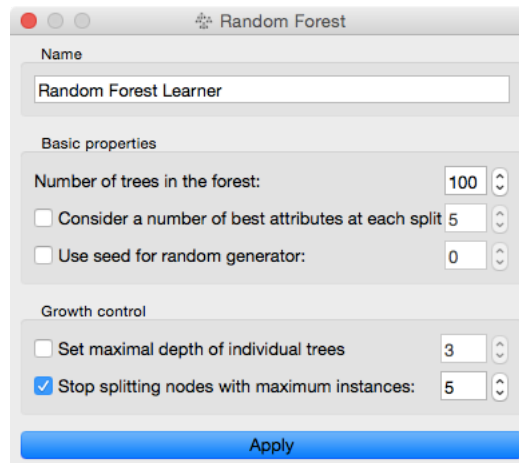 Random Forest
Name
Random Forest Learner
Basic properties
Number of trees in the forest: 100
Consider a number of best attributes at each split 5
Use seed for random generator: 0
Growth control
Set maximal depth of individual trees 3
Stop splitting nodes with maximum instances: 5
Apply